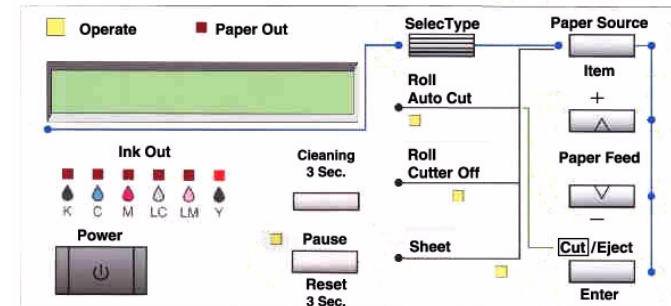 Operate
Paper Out
SelecType
Paper Source
Item
Roll
Auto Cut
+
Ink Out
Cleaning
3 Sec.
Roll
Cutter Off
Paper Feed
K C M LC LM Y
−
Power
Pause
Sheet
Cut /Eject
Reset
3 Sec.
Enter